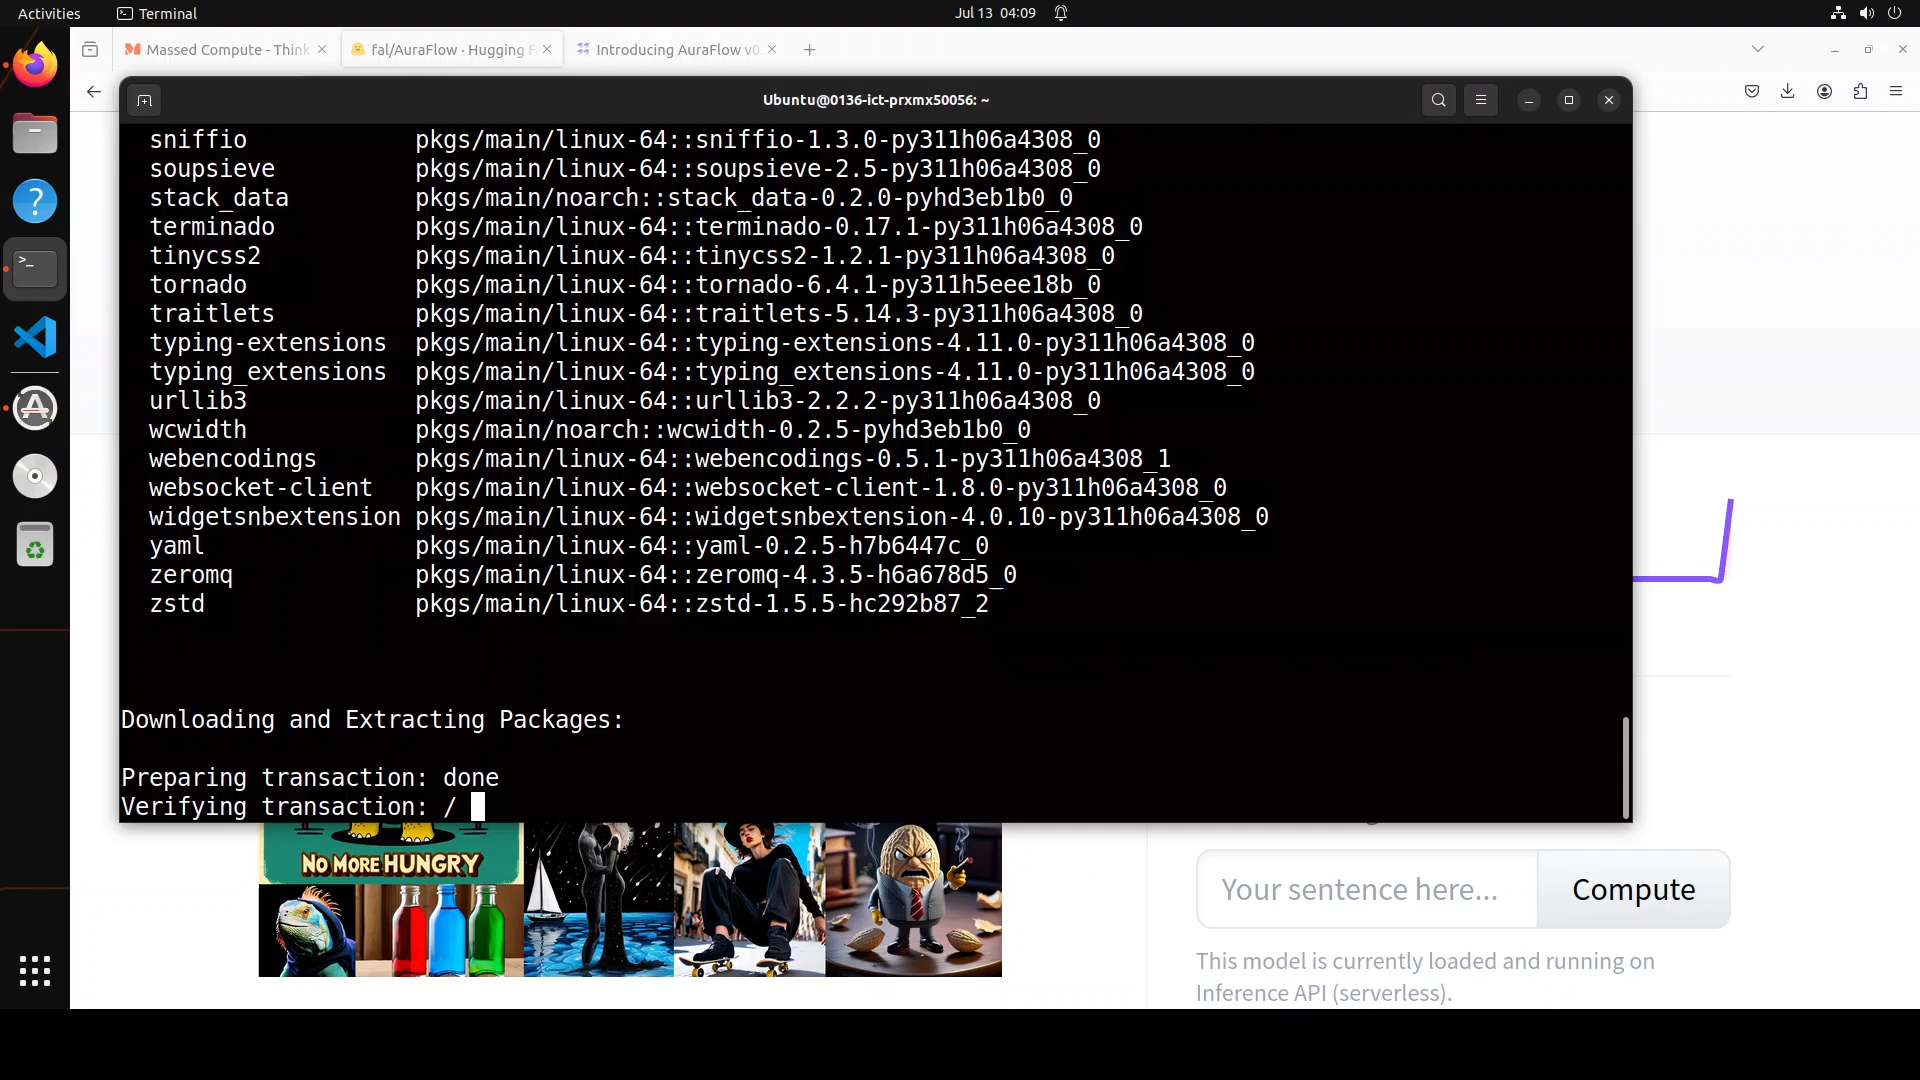 Activities
Terminal
Jul 13 04:09
Massed Compute - Think
fal/AuraFlow · Hugging F
Introducing AuraFlow v0
Ubuntu@0136-ict-prxmx50056: ~
sniffio pkgs/main/linux-64::sniffio-1.3.0-py311h06a4308_0
soupsieve pkgs/main/linux-64::soupsieve-2.5-py311h06a4308_0
stack_data pkgs/main/noarch::stack_data-0.2.0-pyhd3eb1b0_0
terminado pkgs/main/linux-64::terminado-0.17.1-py311h06a4308_0
tinycss2 pkgs/main/linux-64::tinycss2-1.2.1-py311h06a4308_0
tornado pkgs/main/linux-64::tornado-6.4.1-py311h5eee18b_0
traitlets pkgs/main/linux-64::traitlets-5.14.3-py311h06a4308_0
typing-extensions pkgs/main/linux-64::typing-extensions-4.11.0-py311h06a4308_0
typing_extensions pkgs/main/linux-64::typing_extensions-4.11.0-py311h06a4308_0
urllib3 pkgs/main/linux-64::urllib3-2.2.2-py311h06a4308_0
wcwidth pkgs/main/noarch::wcwidth-0.2.5-pyhd3eb1b0_0
webencodings pkgs/main/linux-64::webencodings-0.5.1-py311h06a4308_1
websocket-client pkgs/main/linux-64::websocket-client-1.8.0-py311h06a4308_0
widgetsnbextension pkgs/main/linux-64::widgetsnbextension-4.0.10-py311h06a4308_0
yaml pkgs/main/linux-64::yaml-0.2.5-h7b6447c_0
zeromq pkgs/main/linux-64::zeromq-4.3.5-h6a678d5_0
zstd pkgs/main/linux-64::zstd-1.5.5-hc292b87_2
Downloading and Extracting Packages:
Preparing transaction: done
Verifying transaction: /
NO MORE HUNGRY
Your sentence here...
Compute
This model is currently loaded and running on
Inference API (serverless).